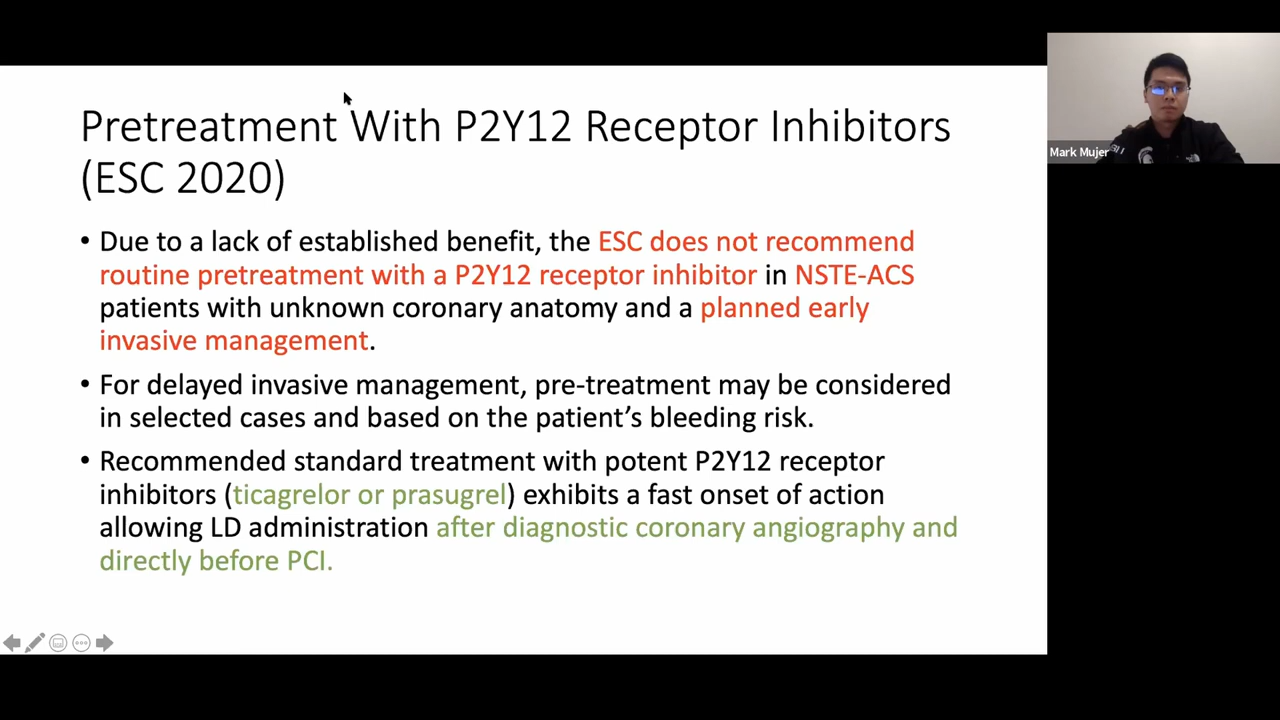 Pretreatment With P2Y12 Receptor Inhibitors
(ESC 2020)
• Due to a lack of established benefit, the ESC does not recommend
routine pretreatment with a P2Y12 receptor inhibitor in NSTE-ACS
patients with unknown coronary anatomy and a planned early
invasive management.
• For delayed invasive management, pre-treatment may be considered
in selected cases and based on the patient’s bleeding risk.
• Recommended standard treatment with potent P2Y12 receptor
inhibitors (ticagrelor or prasugrel) exhibits a fast onset of action
allowing LD administration after diagnostic coronary angiography and
directly before PCI.
Mark Mujer